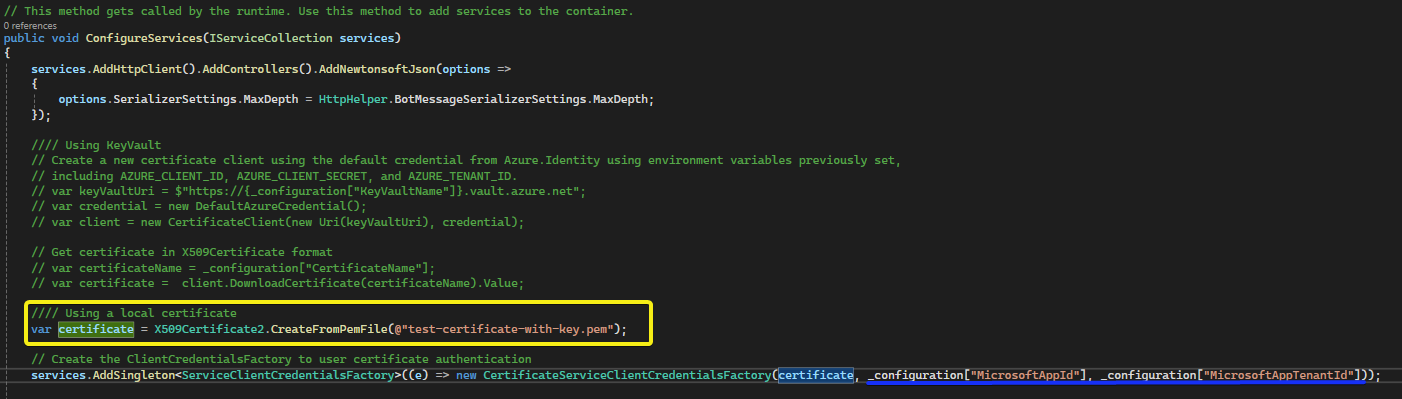 // This method gets called by the runtime. Use this method to add services to the container.
0 references
public void ConfigureServices(IServiceCollection services)
{
services.AddHttpClient().AddControllers().AddNewtonsoftJson(options =>
{
options.SerializerSettings.MaxDepth = HttpHelper.BotMessageSerializerSettings.MaxDepth;
});
//// Using KeyVault
// Create a new certificate client using the default credential from Azure.Identity using environment variables previously set,
// including AZURE_CLIENT_ID, AZURE_CLIENT_SECRET, and AZURE_TENANT_ID.
// var keyVaultUri = $"https://{_configuration["KeyVaultName"]}.vault.azure.net";
// var credential = new DefaultAzureCredential();
// var client = new CertificateClient(new Uri(keyVaultUri), credential);
// Get certificate in X509Certificate format
// var certificateName = _configuration["CertificateName"];
// var certificate =  client.DownloadCertificate(certificateName).Value;
//// Using a local certificate
var certificate = X509Certificate2.CreateFromPemFile(@"test-certificate-with-key.pem");
// Create the ClientCredentialsFactory to user certificate authentication
services.AddSingleton<ServiceClientCredentialsFactory>((e) => new CertificateServiceClientCredentialsFactory(certificate, _configuration["MicrosoftAppId"], _configuration["MicrosoftAppTenantId"]));